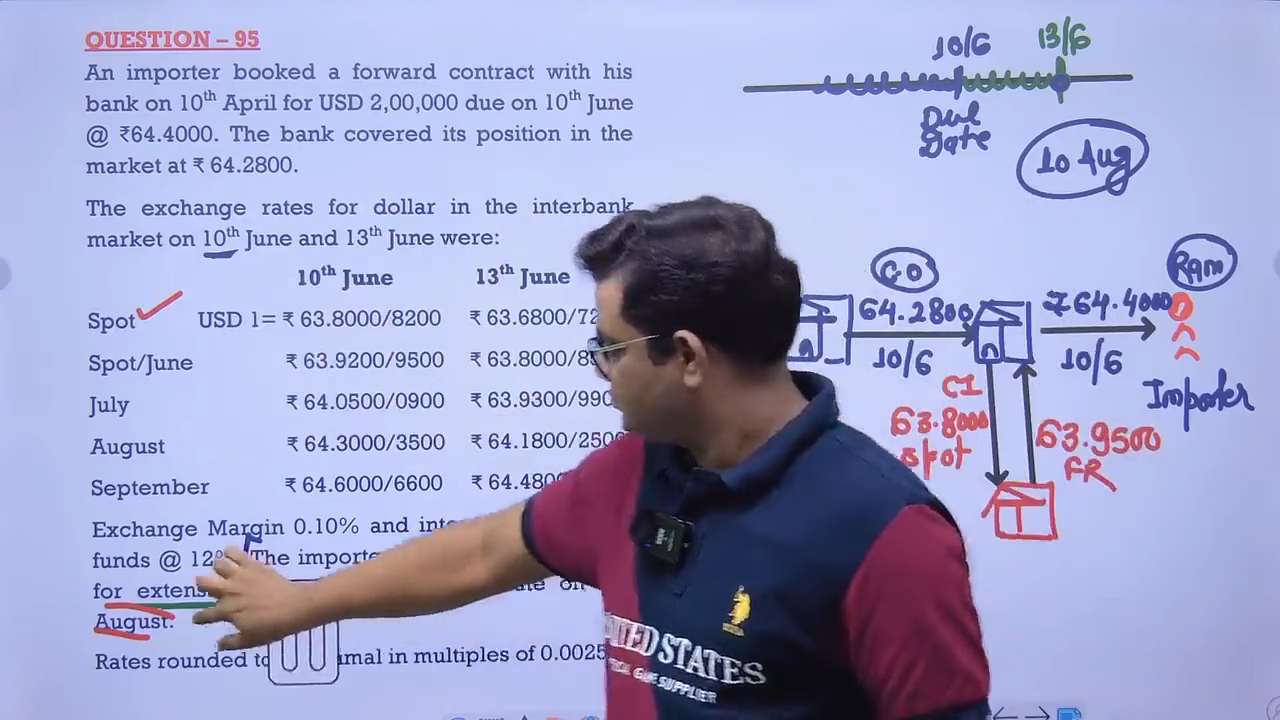 QUESTION – 95
An importer booked a forward contract with his
bank on 10th April for USD 2,00,000 due on 10th June
@ ₹64.4000. The bank covered its position in the
market at ₹ 64.2800.
The exchange rates for dollar in the interbank
market on 10th June and 13th June were:
10th June 13th June
Spot USD 1= ₹ 63.8000/8200 ₹ 63.6800/72
Spot/June ₹ 63.9200/9500 ₹ 63.8000/8
July ₹ 64.0500/0900 ₹ 63.9300/990
August ₹ 64.3000/3500 ₹ 64.1800/2500
September ₹ 64.6000/6600 ₹ 64.480
Exchange Margin 0.10% and
funds @ The
for
August.
Rates rounded in multiples of 0.0025
10/6 13/6
Due
Date
10 Aug
CO
Ram
64.2800 ₹64.4000
10/6 10/6
Importer
CI
63.8000 63.9500
Spot FR
UNITED STATES